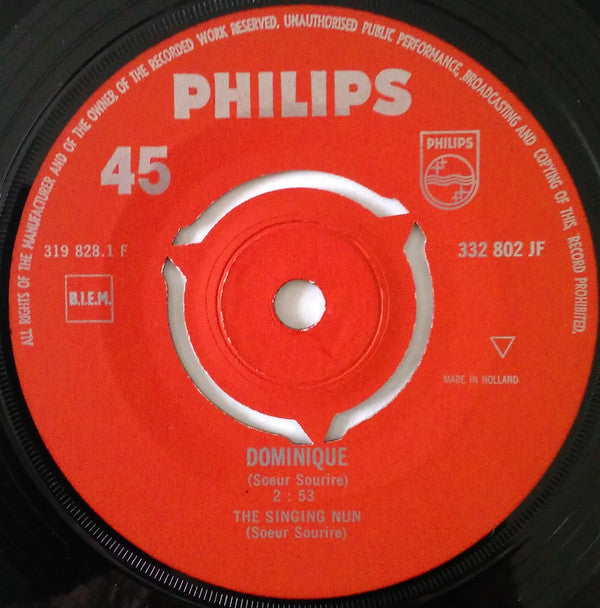 ALL RIGHTS OF THE MANUFACTURER AND OF THE OWNER OF THE RECORDED WORK RESERVED. UNAUTHORISED PUBLIC PERFORMANCE, BROADCASTING AND COPYING OF THIS RECORD PROHIBITED.
PHILIPS
45
PHILIPS
319 828.1 F
332 802 JF
B.I.E.M.
MADE IN HOLLAND
DOMINIQUE
(Soeur Sourire)
2 : 53
THE SINGING NUN
(Soeur Sourire)